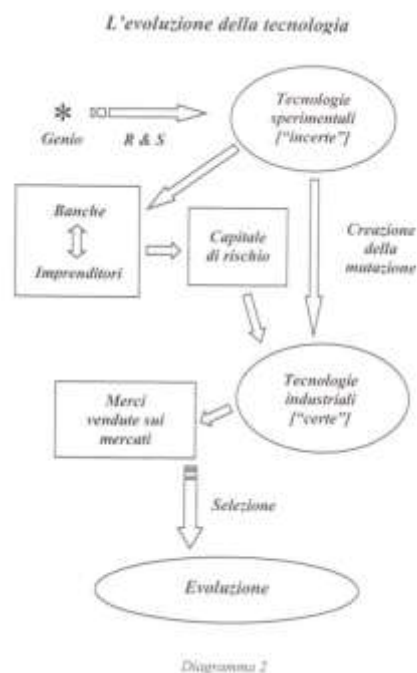 L'evoluzione della tecnologia
Genio
R & S
Tecnologie
sperimentali
["incerte"]
Banche
Imprenditori
Capitale
di rischio
Creazione
della
mutazione
Merci
vendute sui
mercati
Tecnologie
industriali
["certe"]
Selezione
Evoluzione
Diagramma 2